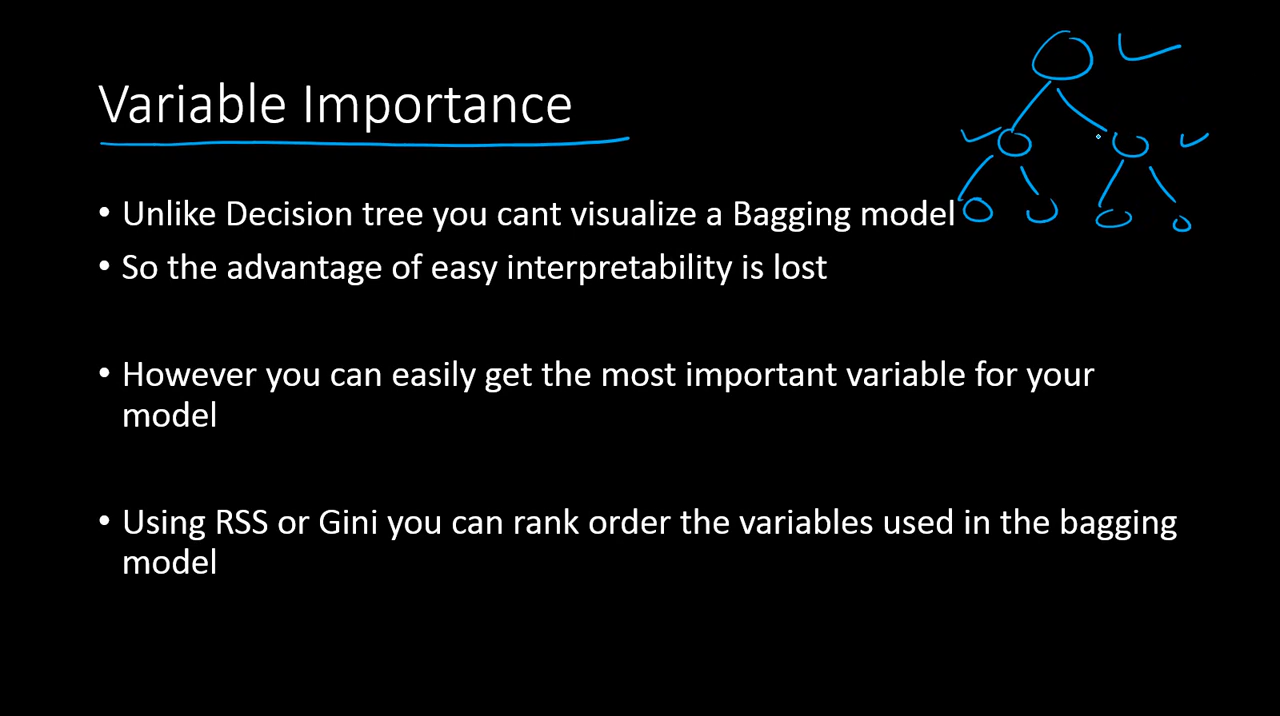 Variable Importance
• Unlike Decision tree you cant visualize a Bagging model
• So the advantage of easy interpretability is lost
• However you can easily get the most important variable for your
model
• Using RSS or Gini you can rank order the variables used in the bagging
model